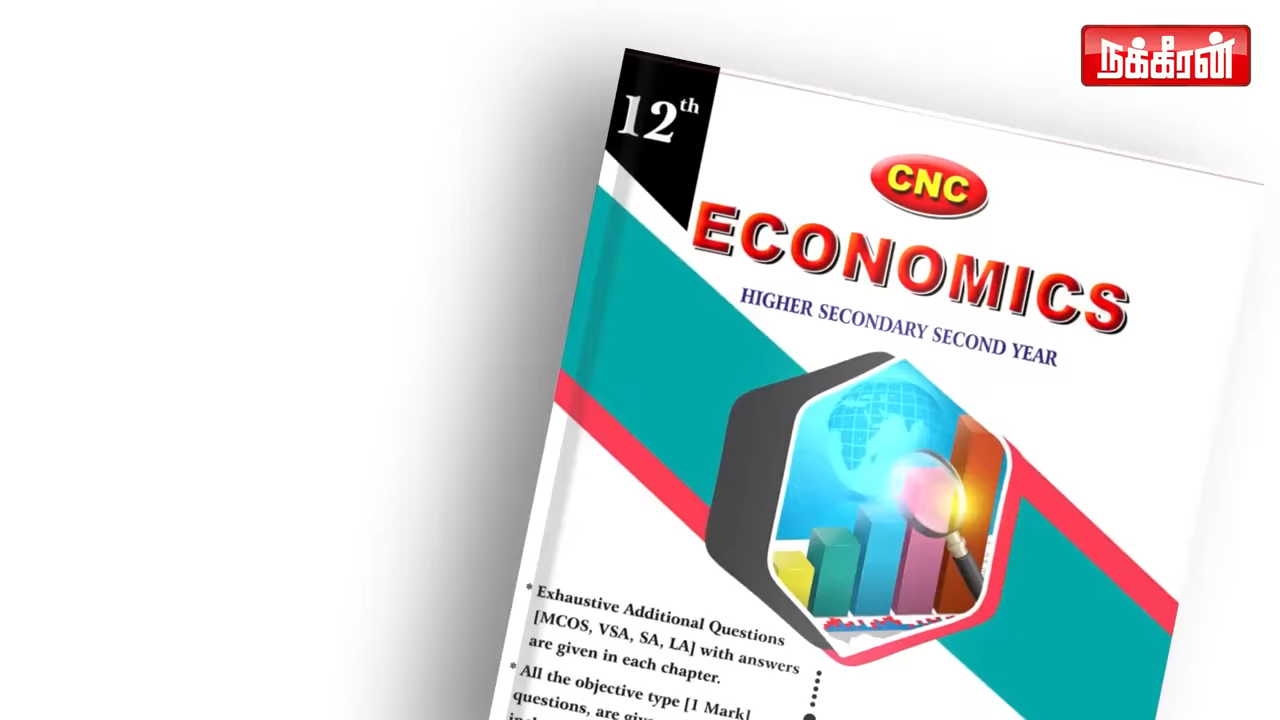 நக்கீரன்
12th
CNC
ECONOMICS
HIGHER SECONDARY SECOND YEAR
* Exhaustive Additional Questions
[MCOS, VSA, SA, LA] with answers
are given in each chapter.
* All the objective type [1 Mark]
questions, are